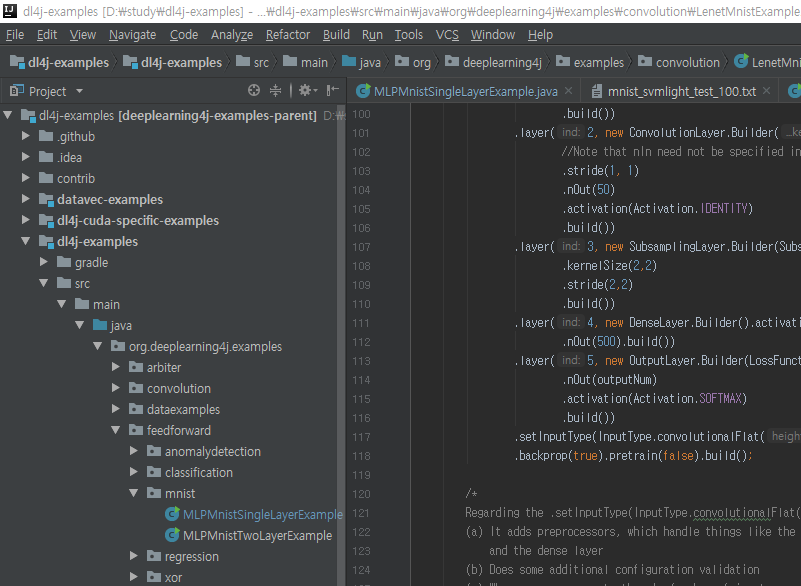 dl4j-examples [D:₩study₩dl4j-examples] - ...₩dl4j-examples₩src₩main₩java₩org₩deeplearning4j₩examples₩convolution₩LenetMnistExample
File Edit View Navigate Code Analyze Refactor Build Run Tools VCS Window Help
dl4j-examples dl4j-examples src main java org deeplearning4j examples convolution LenetMni
Project
MLPMnistSingleLayerExample.java mnist_svmlight_test_100.txt
dl4j-examples [deeplearning4j-examples-parent] D:₩
.github
.idea
contrib
datavec-examples
dl4j-cuda-specific-examples
dl4j-examples
gradle
src
main
java
org.deeplearning4j.examples
arbiter
convolution
dataexamples
feedforward
anomalydetection
classification
mnist
MLPMnistSingleLayerExample
MLPMnistTwoLayerExample
regression
xor
100 .build())
101 .layer( ind: 2, new ConvolutionLayer.Builder( ...ke
102 //Note that nIn need not be specified in
103 .stride(1, 1)
104 .nOut(50)
105 .activation(Activation.IDENTITY)
106 .build())
107 .layer( ind: 3, new SubsamplingLayer.Builder(Subs
108 .kernelSize(2,2)
109 .stride(2,2)
110 .build())
111 .layer( ind: 4, new DenseLayer.Builder().activat
112 .nOut(500).build())
113 .layer( ind: 5, new OutputLayer.Builder(LossFunct
114 .nOut(outputNum)
115 .activation(Activation.SOFTMAX)
116 .build())
117 .setInputType(InputType.convolutionalFlat( height
118 .backprop(true).pretrain(false).build();
119
120 /*
121 Regarding the .setInputType(InputType.convolutionalFlat(
122 (a) It adds preprocessors, which handle things like the
123 and the dense layer
124 (b) Does some additional configuration validation